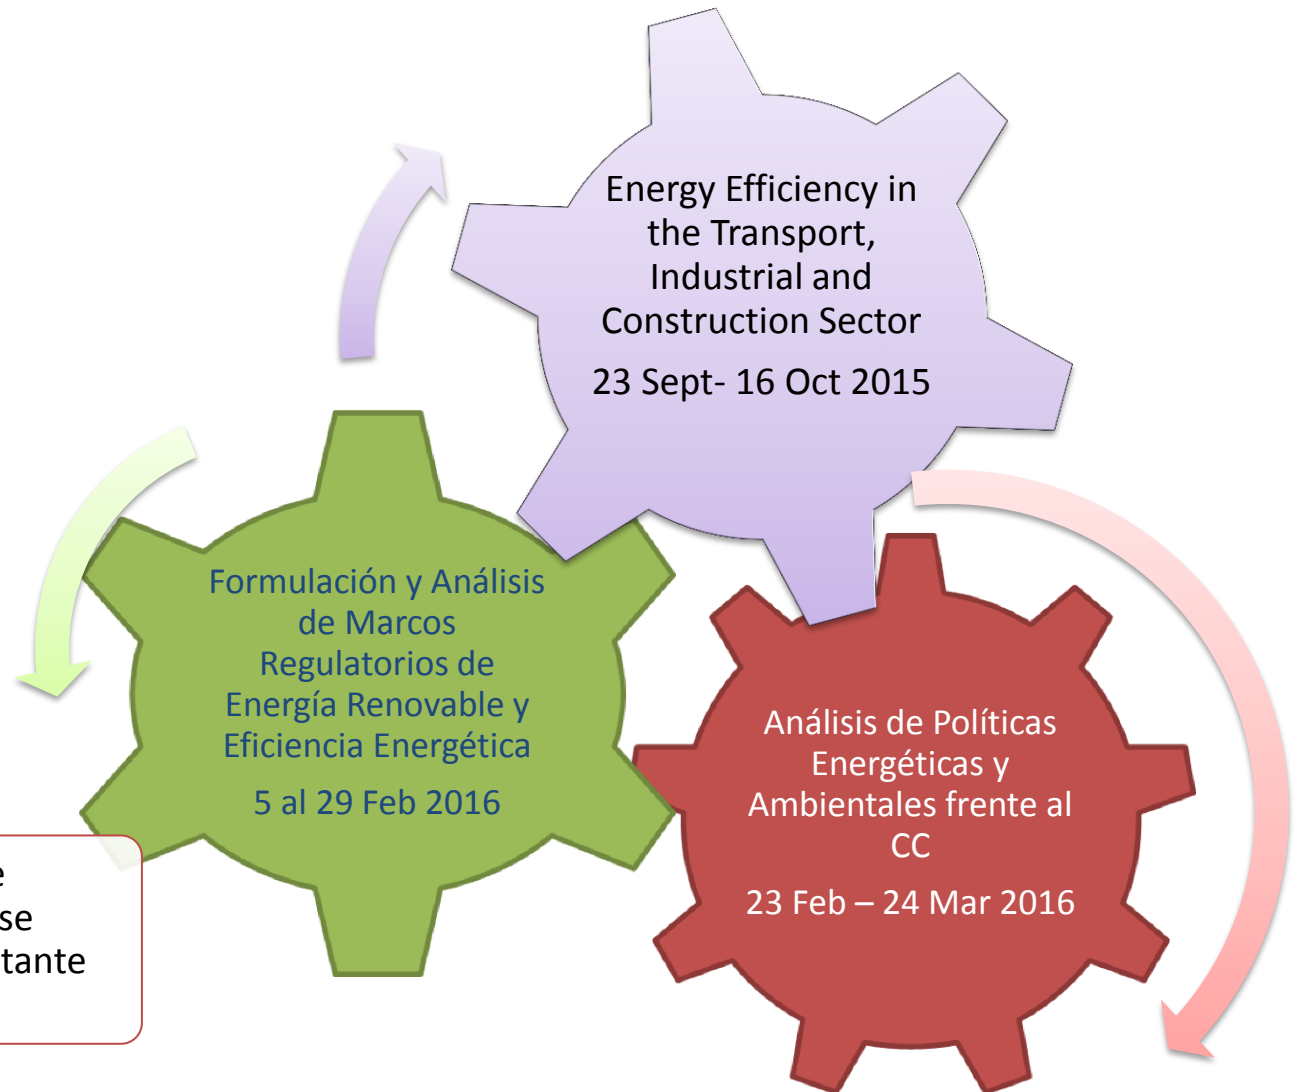 Energy Efficiency in
the Transport,
Industrial and
Construction Sector
23 Sept- 16 Oct 2015
Formulación y Análisis
de Marcos
Regulatorios de
Energía Renovable y
Eficiencia Energética
5 al 29 Feb 2016
Análisis de Políticas
Energéticas y
Ambientales frente al
CC
23 Feb – 24 Mar 2016
e
se
tante